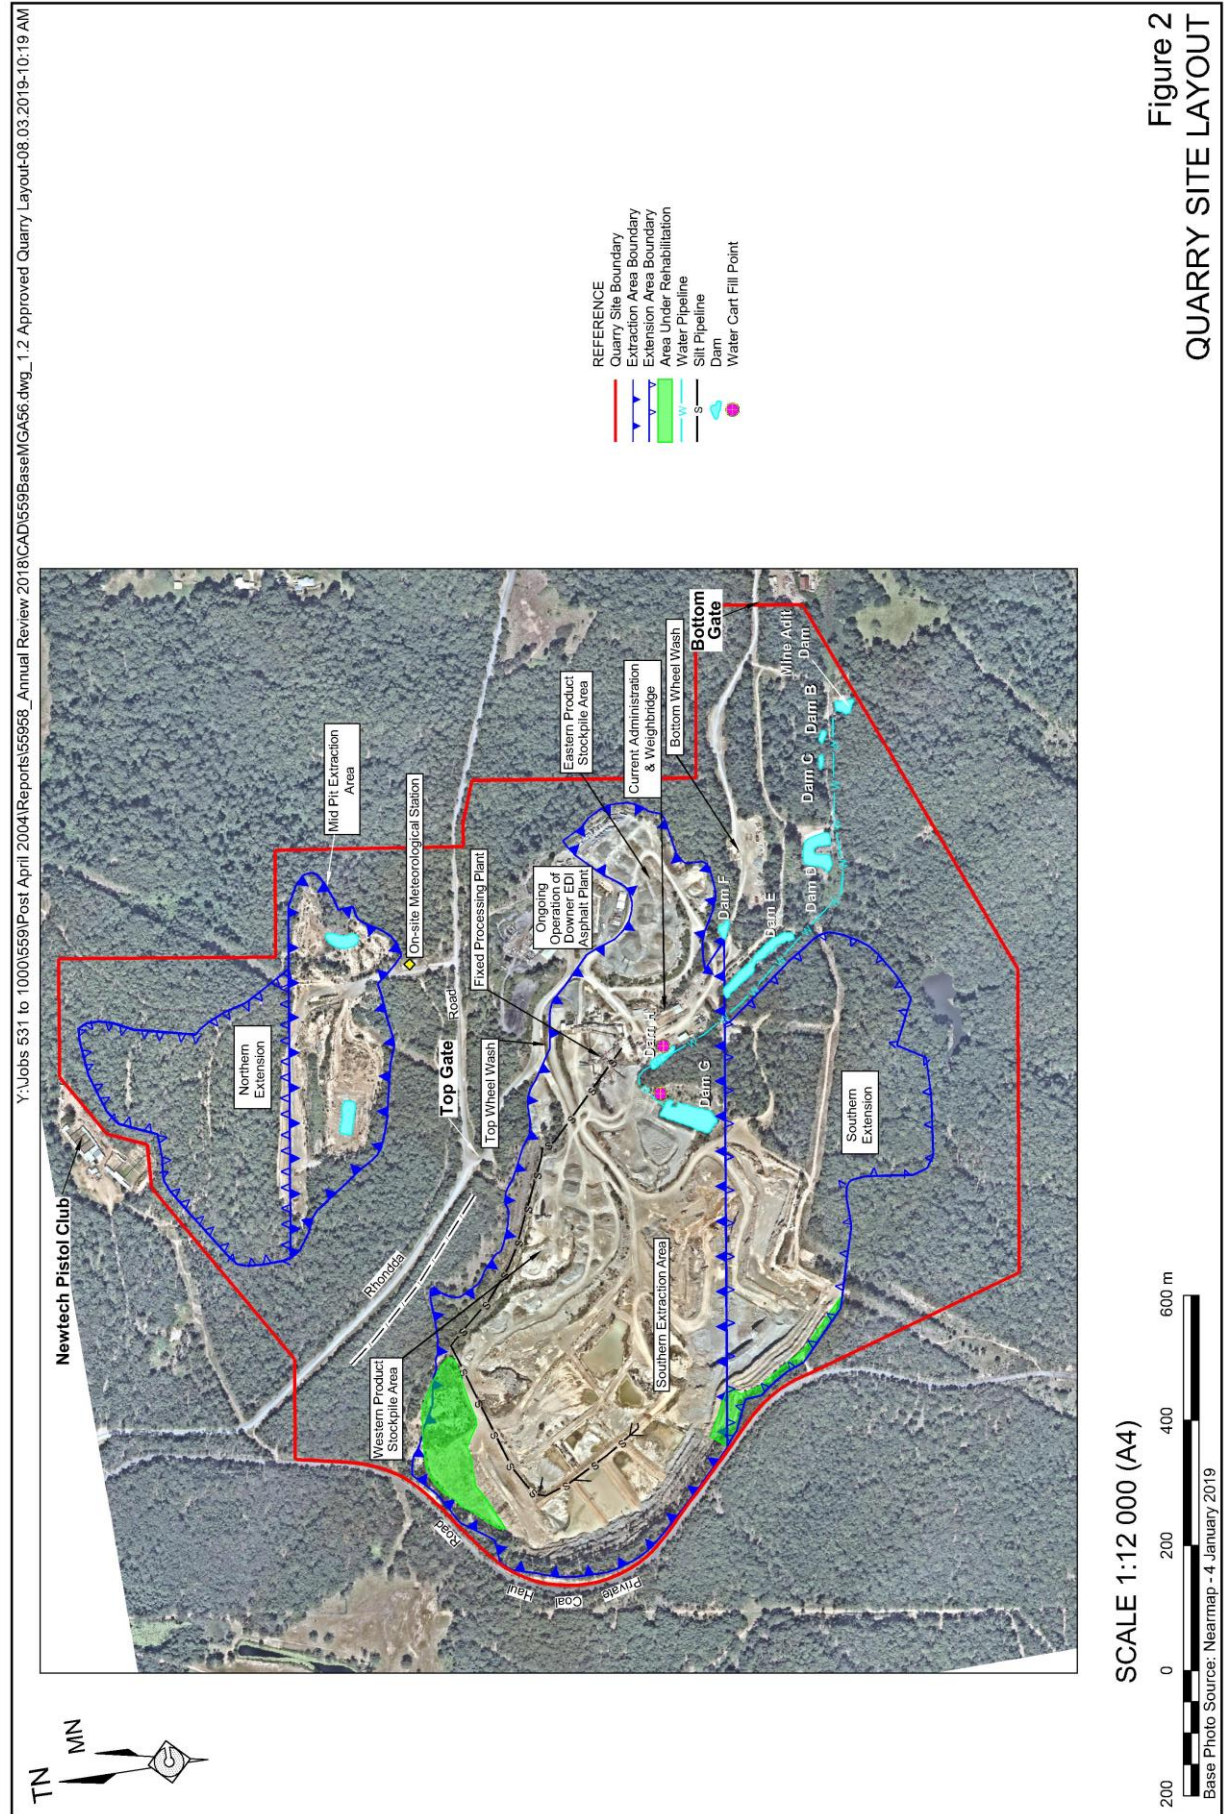 Y:\Jobs 531 to 1000\559\Post April 2004\Reports\55958_Annual Review 2018\CAD\559BaseMGA56.dwg_1.2 Approved Quarry Layout-08.03.2019-10:19 AM
TN
MN
Newtech Pistol Club
Northern
Extension
Mid Pit Extraction
Area
On-site Meteorological Station
Rhondda
Road
Top Gate
Top Wheel Wash
Fixed Processing Plant
Ongoing
Operation of
Downer EDI
Asphalt Plant
Eastern Product
Stockpile Area
Current Administration
& Weighbridge
Bottom Wheel Wash
Bottom
Gate
Western Product
Stockpile Area
Southern Extraction Area
Southern
Extension
Private
Coal
Haul
Road
Dam H
Dam G
Dam F
Dam E
Dam D
Dam C
Dam B
Mine Adit
Dam
S
W
REFERENCE
Quarry Site Boundary
Extraction Area Boundary
Extension Area Boundary
Area Under Rehabilitation
W
Water Pipeline
S
Silt Pipeline
Dam
Water Cart Fill Point
SCALE 1:12 000 (A4)
200 0 200 400 600 m
Base Photo Source: Nearmap - 4 January 2019
Figure 2
QUARRY SITE LAYOUT